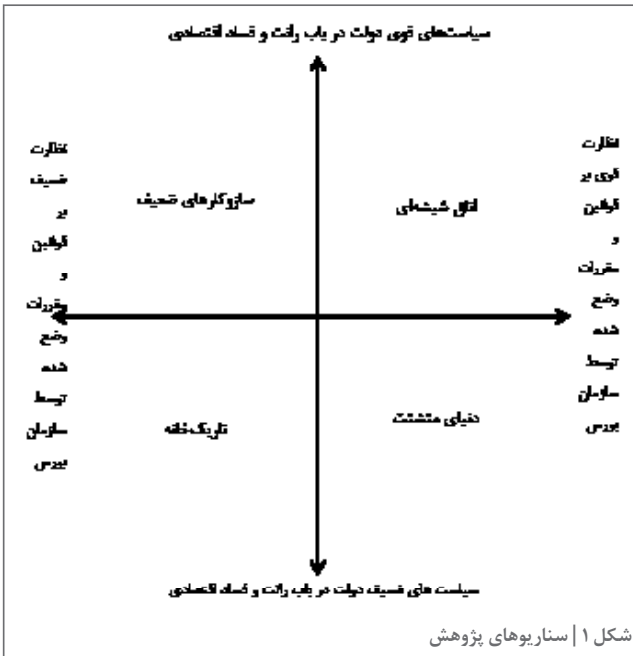 سیاست‌های قوی دولت در باب رانت و فساد اقتصادی
نظارت
قوی بر
قوانین
و
مقررات
وضع
شده
توسط
سازمان
بورس
نظارت
ضعیف
بر
قوانین
و
مقررات
وضع
شده
توسط
سازمان
بورس
اتاق شیشه‌ای
سازوکارهای ضعیف
دنیای متشتت
تاریک‌خانه
سیاست های ضعیف دولت در باب رانت و فساد اقتصادی
شکل ۱ | سناریوهای پژوهش